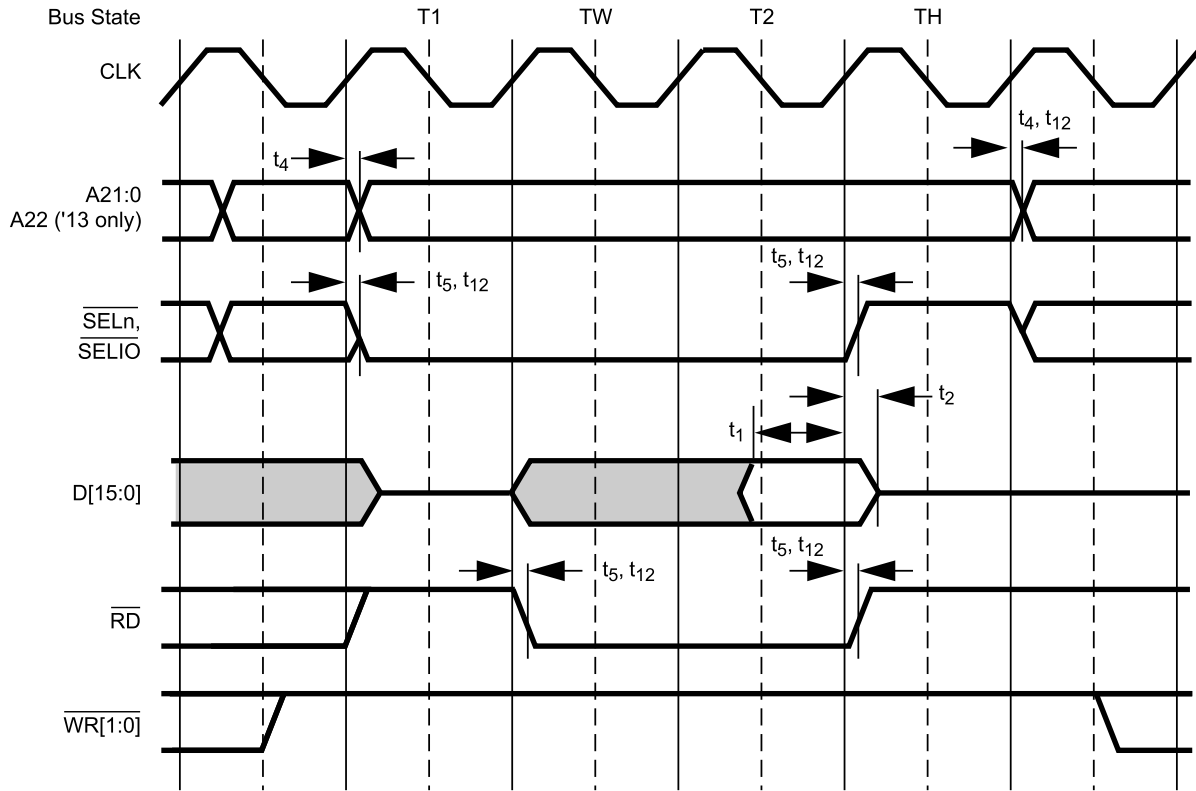 Bus State T1 TW T2 TH
CLK
t4, t12
t4
A21:0
A22 ('13 only)
t5, t12
t5, t12
SELn,
SELIO
t2
t1
D[15:0]
t5, t12
t5, t12
RD
WR[1:0]